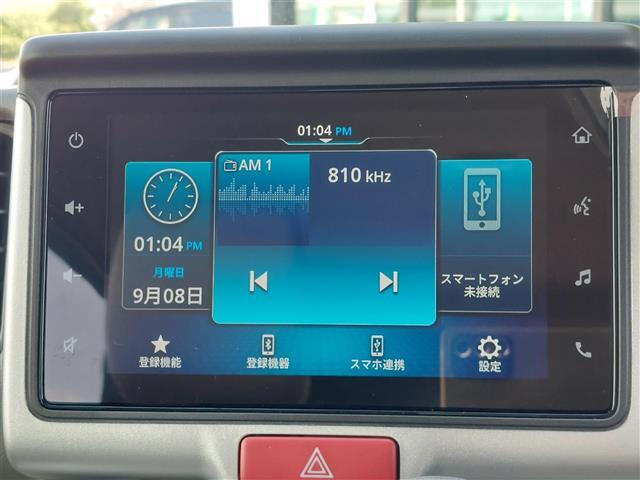 01:04 PM
AM 1
810 kHz
01:04 PM
月曜日
9月08日
スマートフォン
未接続
登録機能
登録機器
スマホ連携
設定